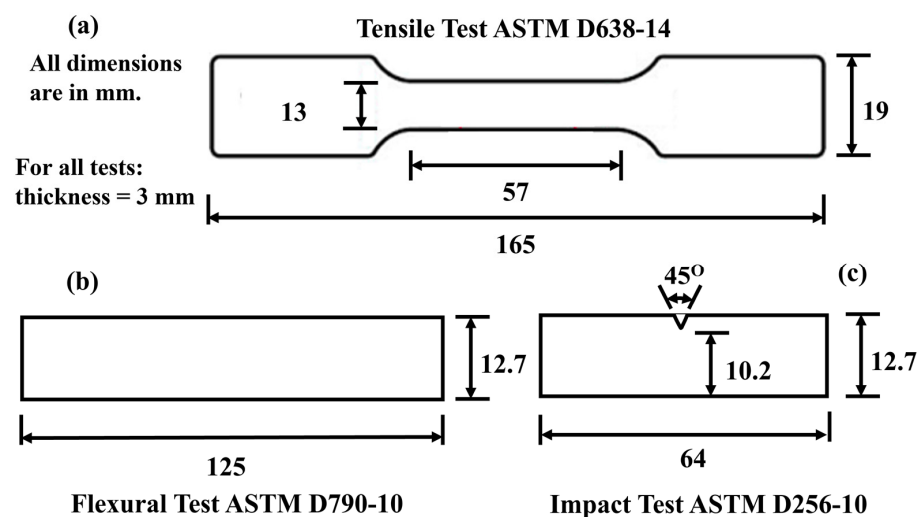 (a)
Tensile Test ASTM D638-14
All dimensions
are in mm.
13
19
For all tests:
thickness = 3 mm
57
165
(b)
45O
(c)
12.7
10.2
12.7
125
64
Flexural Test ASTM D790-10
Impact Test ASTM D256-10